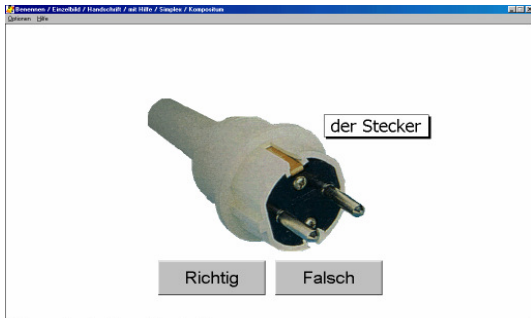 Benennen / Einzelbild / Handschrift / mit Hilfe / Simplex / Kompositum
Optionen Hilfe
der Stecker
Richtig Falsch